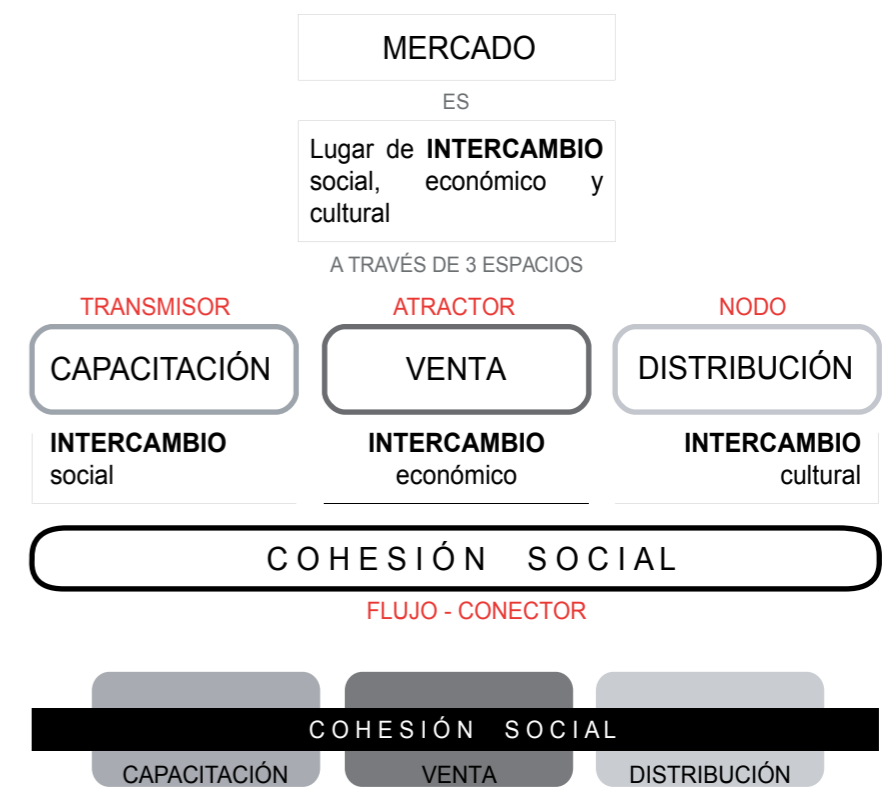 MERCADO
ES
Lugar de INTERCAMBIO
social, económico y
cultural
A TRAVÉS DE 3 ESPACIOS
TRANSMISOR ATRACTOR NODO
CAPACITACIÓN VENTA DISTRIBUCIÓN
INTERCAMBIO INTERCAMBIO INTERCAMBIO
social económico cultural
COHESIÓN SOCIAL
FLUJO - CONECTOR
COHESIÓN SOCIAL
CAPACITACIÓN VENTA DISTRIBUCIÓN